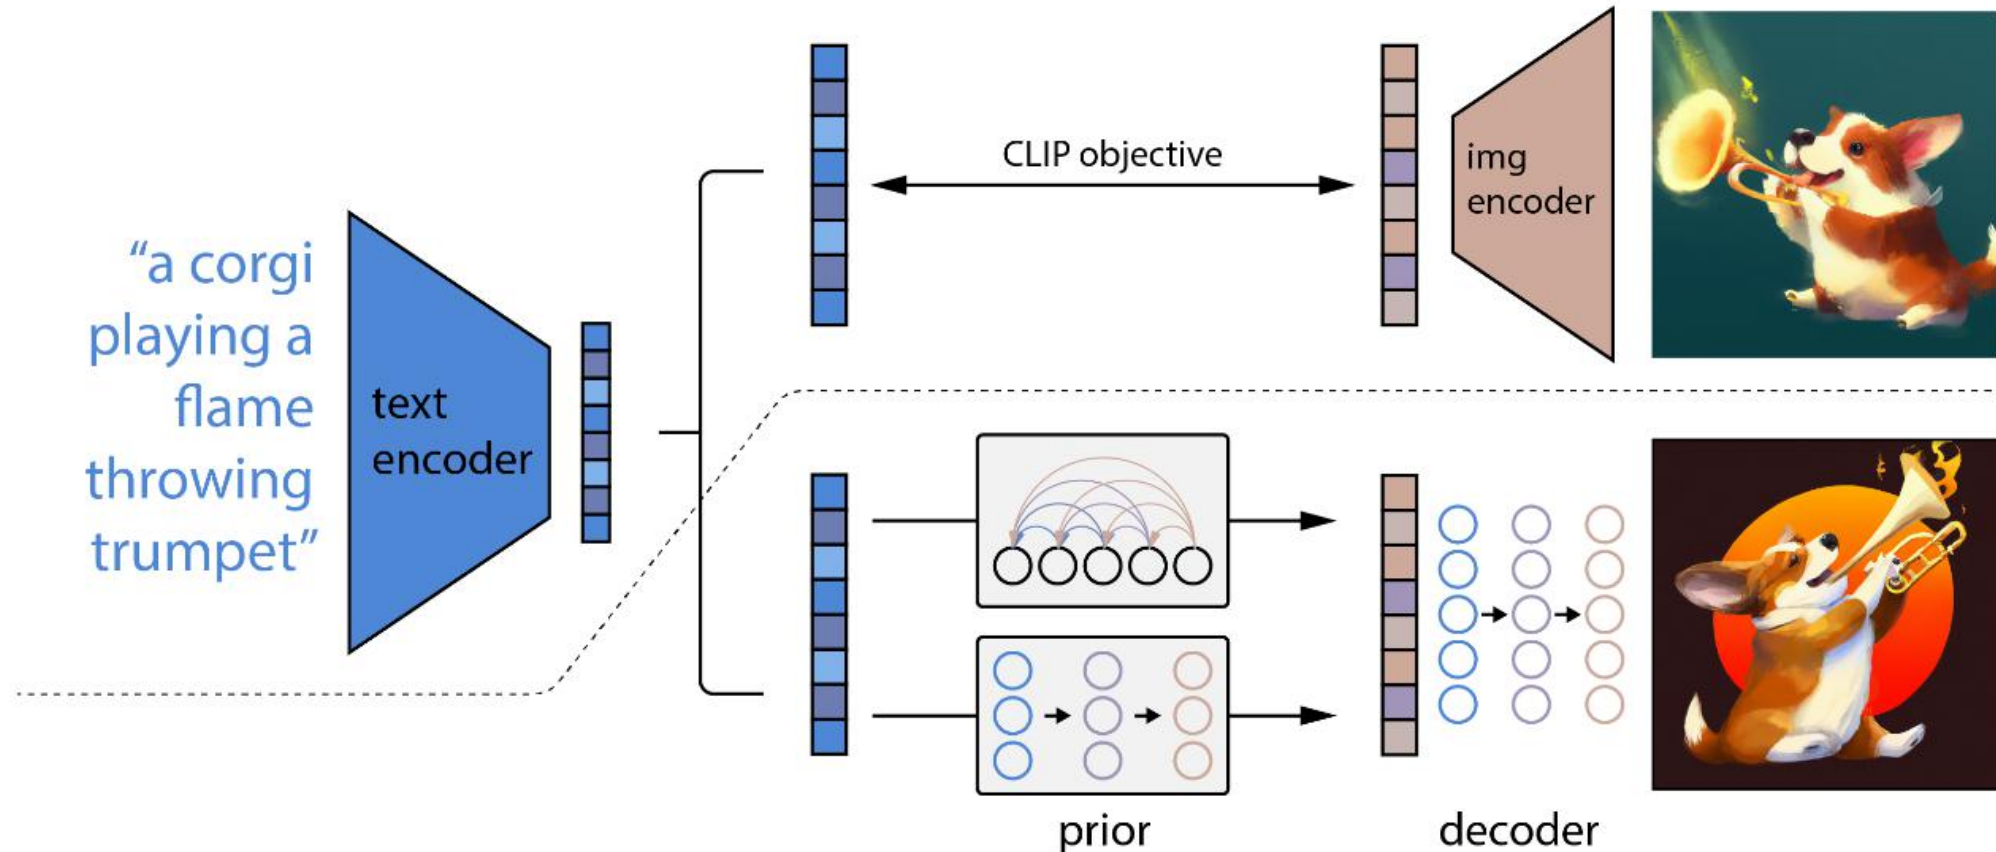 “a corgi
playing a
flame
throwing
trumpet”
text
encoder
CLIP objective
img
encoder
prior
decoder